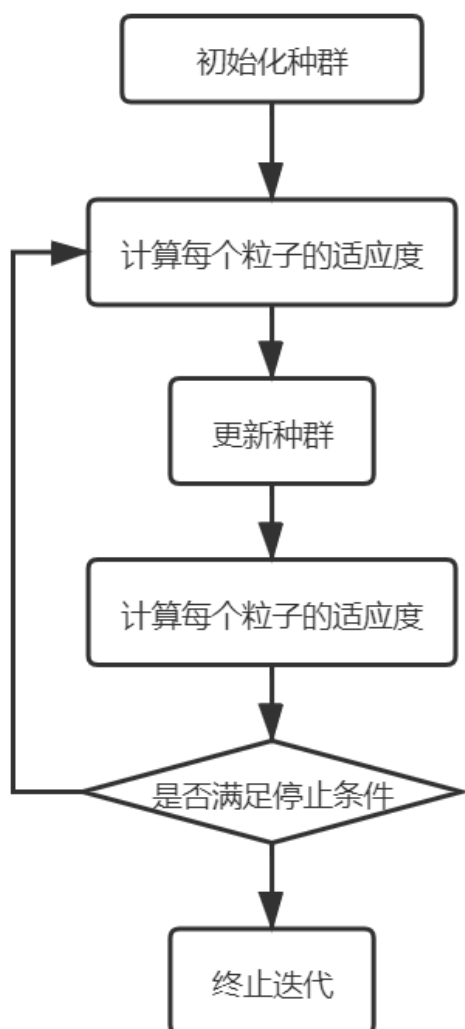 初始化种群
计算每个粒子的适应度
更新种群
计算每个粒子的适应度
是否满足停止条件
终止迭代